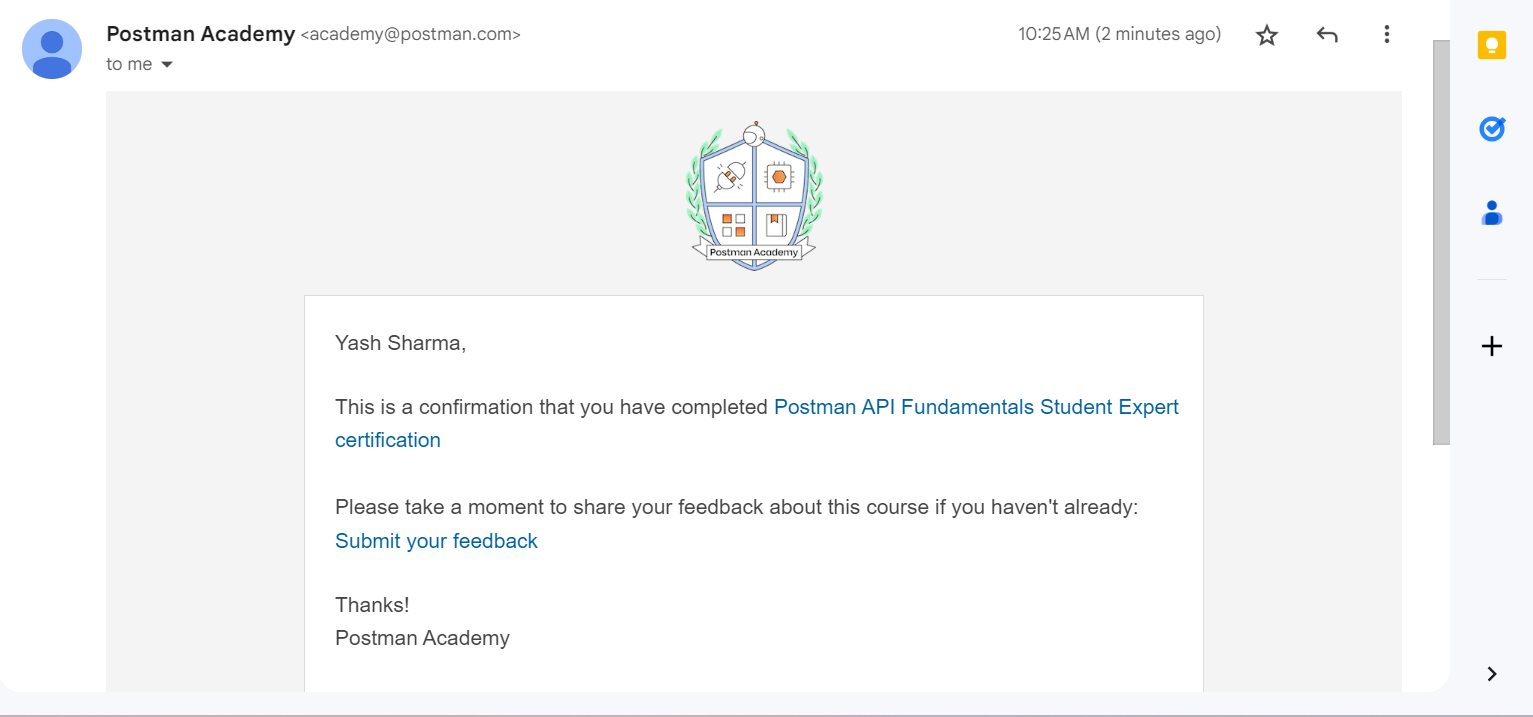 Postman Academy <academy@postman.com>
10:25 AM (2 minutes ago)
to me
Postman Academy
Yash Sharma,
This is a confirmation that you have completed Postman API Fundamentals Student Expert
certification
Please take a moment to share your feedback about this course if you haven't already:
Submit your feedback
Thanks!
Postman Academy